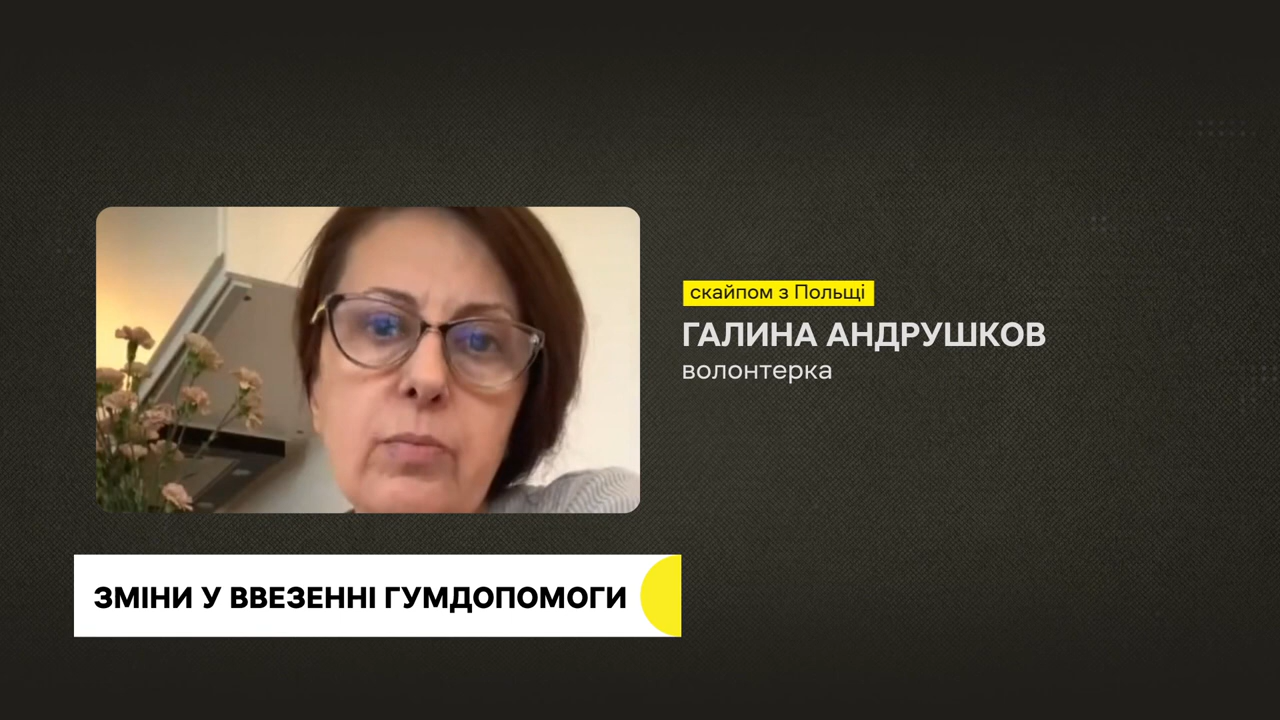 скайпом з Польщі
ГАЛИНА АНДРУШКОВ
волонтерка
ЗМІНИ У ВВЕЗЕННІ ГУМДОПОМОГИ